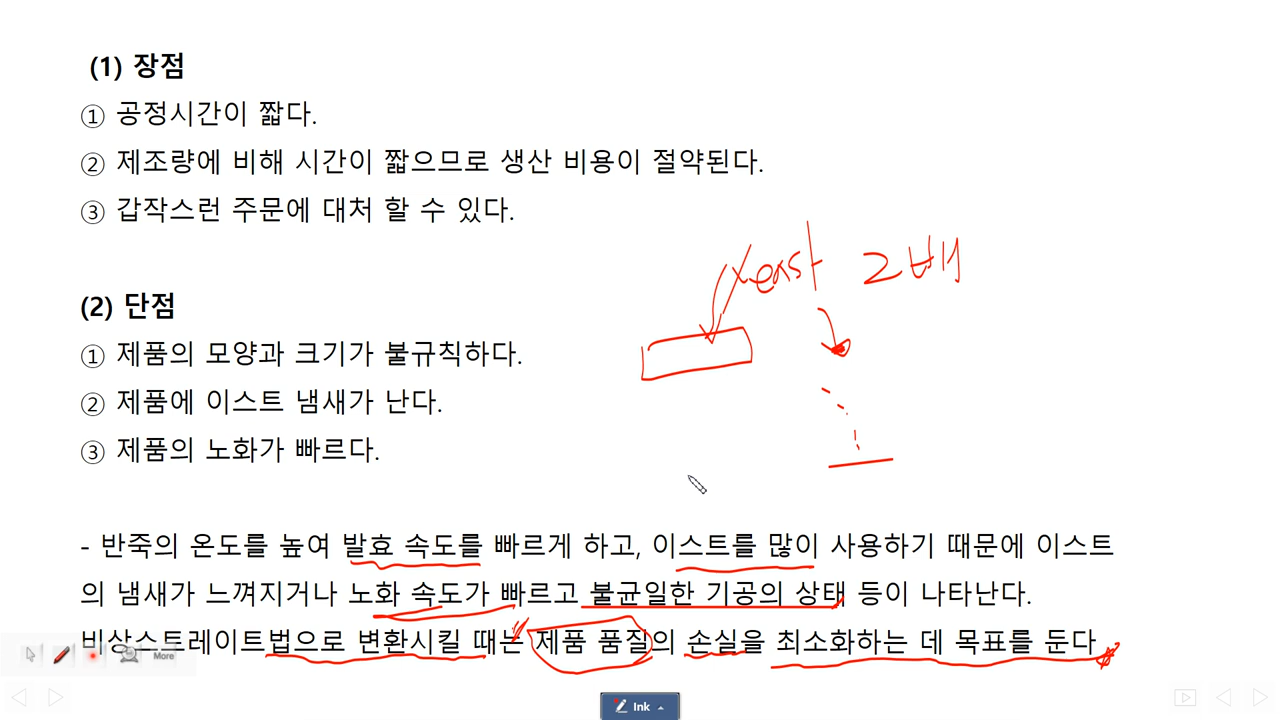 (1) 장점
① 공정시간이 짧다.
② 제조량에 비해 시간이 짧으므로 생산 비용이 절약된다.
③ 갑작스런 주문에 대처 할 수 있다.
yeast 2배
(2) 단점
① 제품의 모양과 크기가 불규칙하다.
② 제품에 이스트 냄새가 난다.
③ 제품의 노화가 빠르다.
- 반죽의 온도를 높여 발효 속도를 빠르게 하고, 이스트를 많이 사용하기 때문에 이스트
의 냄새가 느껴지거나 노화 속도가 빠르고 불균일한 기공의 상태 등이 나타난다.
비상스트레이트법으로 변환시킬 때는 제품 품질의 손실을 최소화하는 데 목표를 둔다
More
Ink